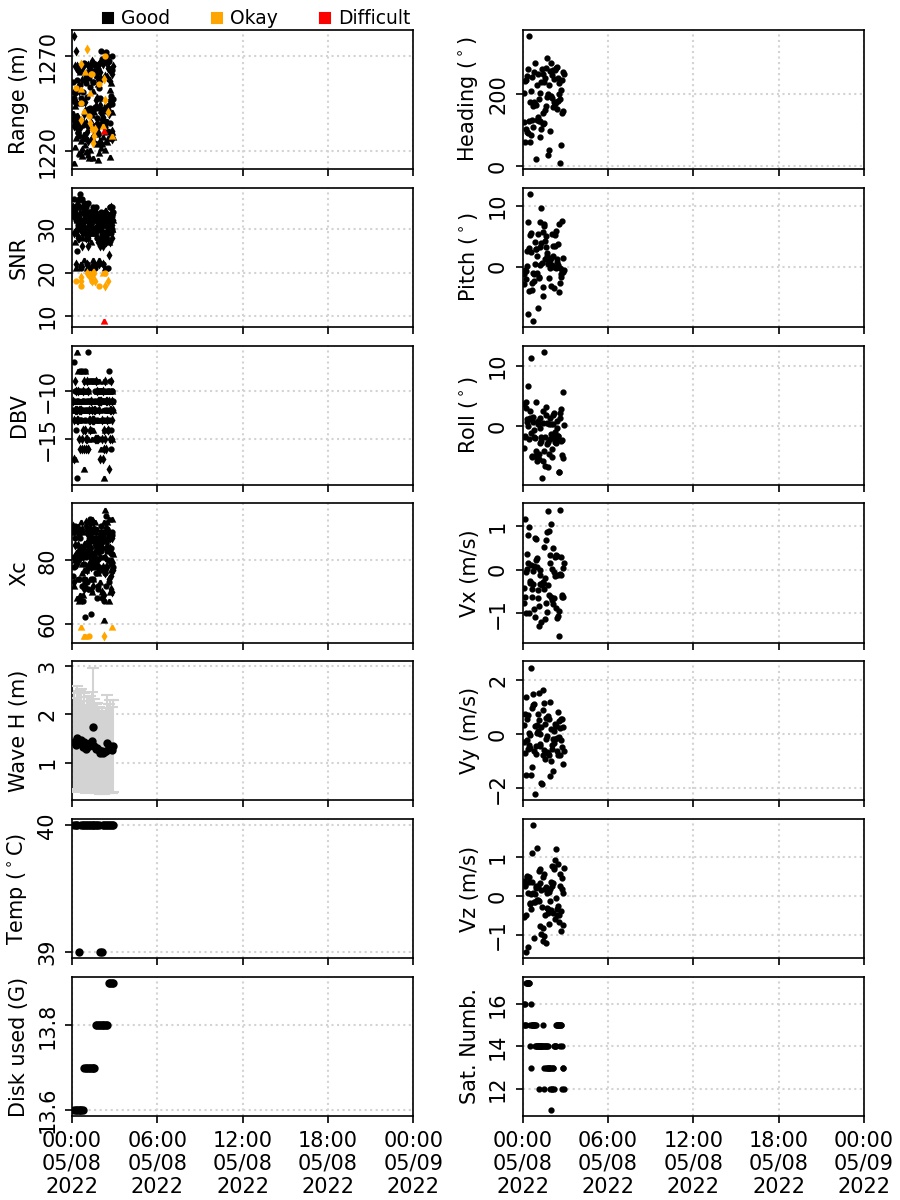 Good Okay Difficult
Range (m)
1270
1220
Heading (°)
200
0
SNR
30
20
10
Pitch (°)
10
0
DBV
−10
−15
Roll (°)
10
0
Xc
80
60
Vx (m/s)
1
0
−1
Wave H (m)
3
2
1
Vy (m/s)
2
0
−2
Temp (°C)
40
39
Vz (m/s)
1
0
−1
Disk used (G)
13.8
13.6
Sat. Numb.
16
14
12
00:00 06:00 12:00 18:00 00:00
05/08 05/08 05/08 05/08 05/09
2022 2022 2022 2022 2022
00:00 06:00 12:00 18:00 00:00
05/08 05/08 05/08 05/08 05/09
2022 2022 2022 2022 2022